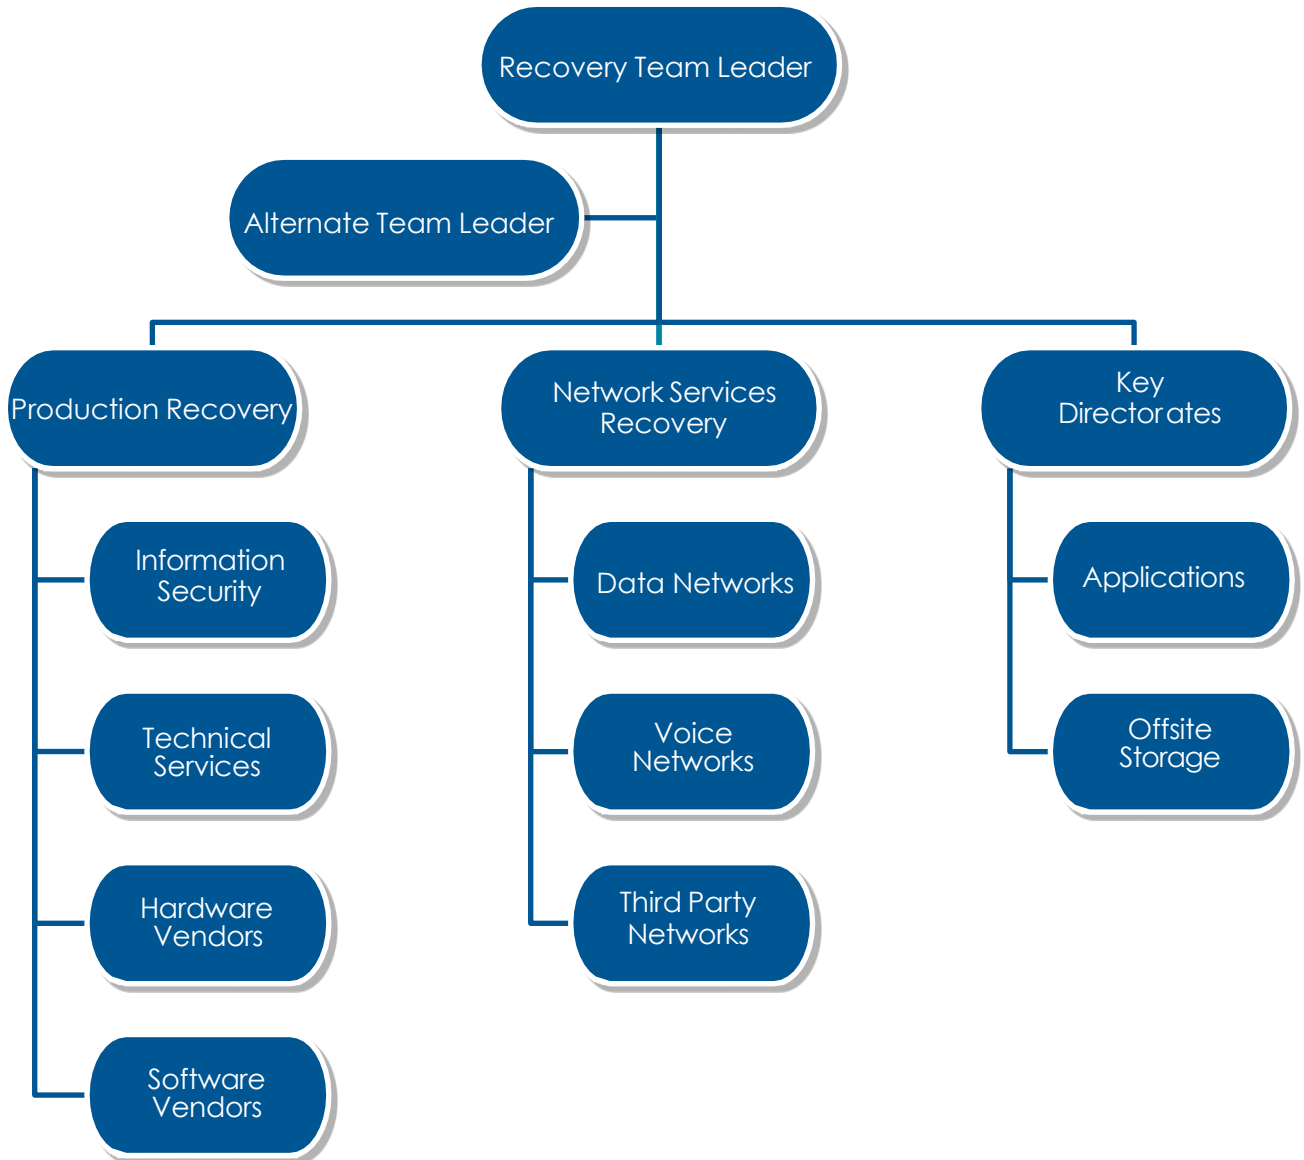 Recovery Team Leader
Alternate Team Leader
Production Recovery
Network Services
Recovery
Key
Directorates
Information
Security
Data Networks
Applications
Technical
Services
Voice
Networks
Offsite
Storage
Hardware
Vendors
Third Party
Networks
Software
Vendors